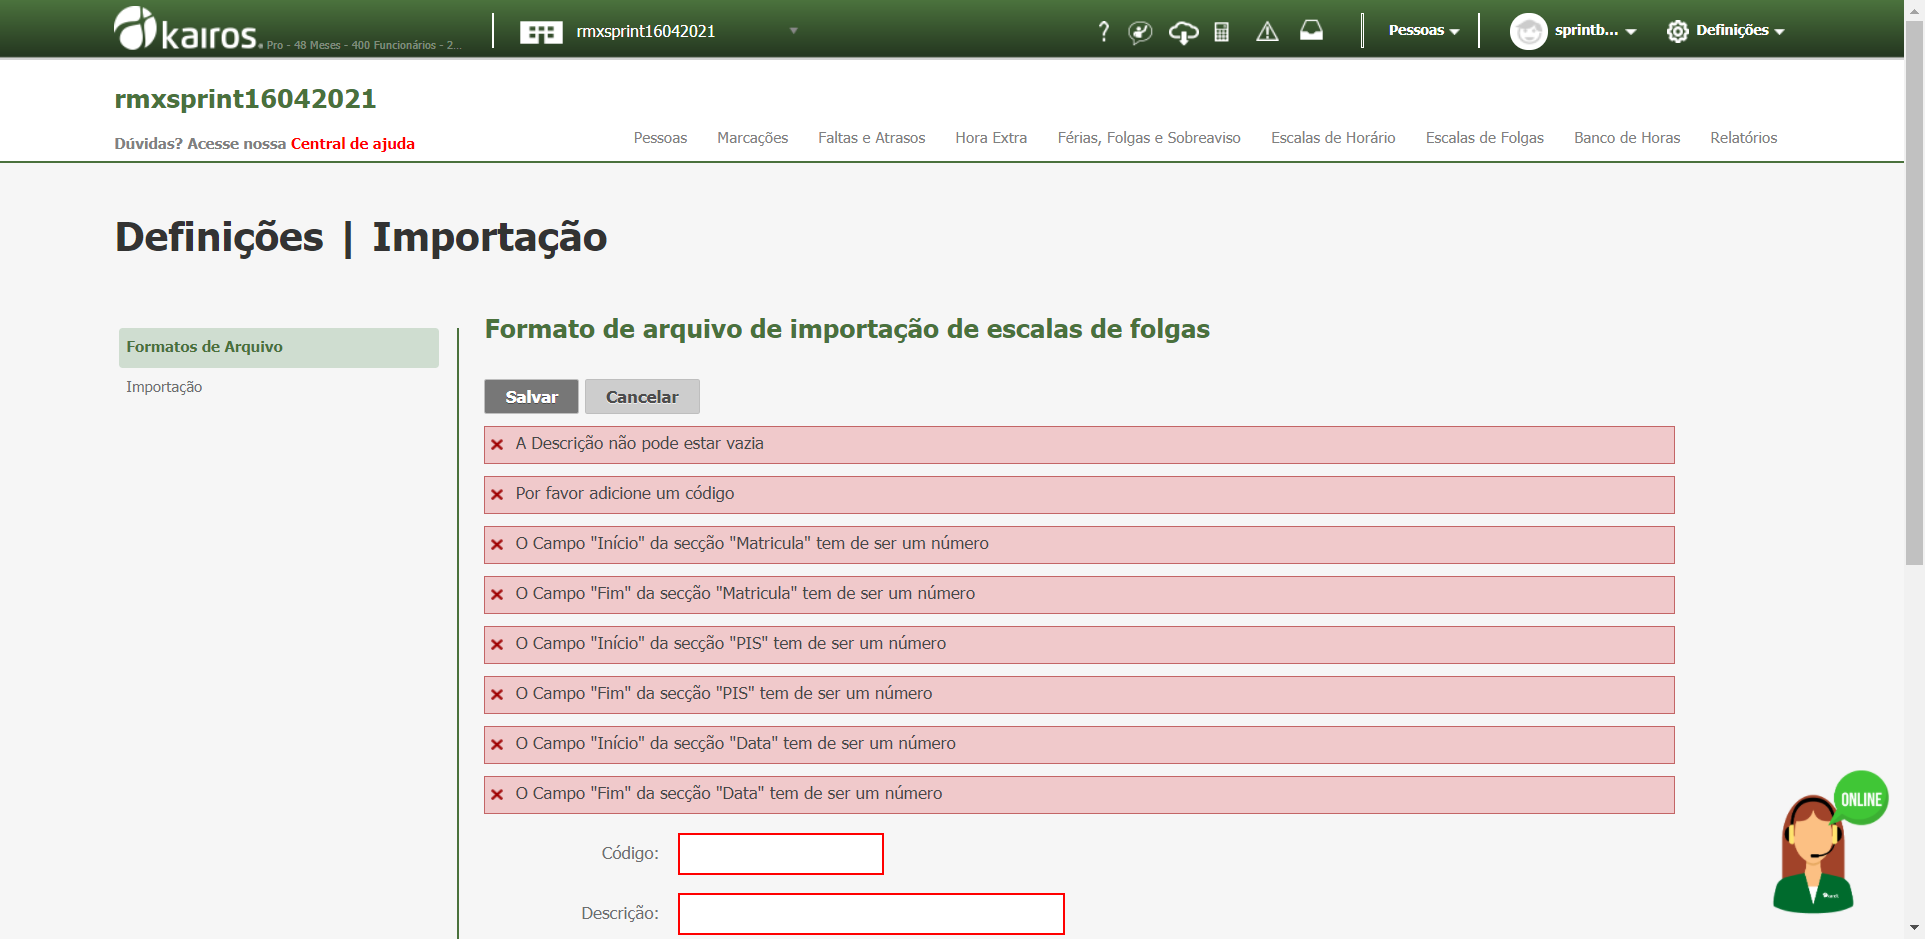 kairos. Pro - 48 Meses - 400 Funcionários - 2...
rmxsprint16042021
?
Pessoas
sprintb...
Definições
rmxsprint16042021
Dúvidas? Acesse nossa Central de ajuda
Pessoas
Marcações
Faltas e Atrasos
Hora Extra
Férias, Folgas e Sobreaviso
Escalas de Horário
Escalas de Folgas
Banco de Horas
Relatórios
Definições | Importação
Formatos de Arquivo
Importação
Formato de arquivo de importação de escalas de folgas
Salvar
Cancelar
A Descrição não pode estar vazia
Por favor adicione um código
O Campo "Início" da secção "Matricula" tem de ser um número
O Campo "Fim" da secção "Matricula" tem de ser um número
O Campo "Início" da secção "PIS" tem de ser um número
O Campo "Fim" da secção "PIS" tem de ser um número
O Campo "Início" da secção "Data" tem de ser um número
O Campo "Fim" da secção "Data" tem de ser um número
Código:
Descrição:
ONLINE